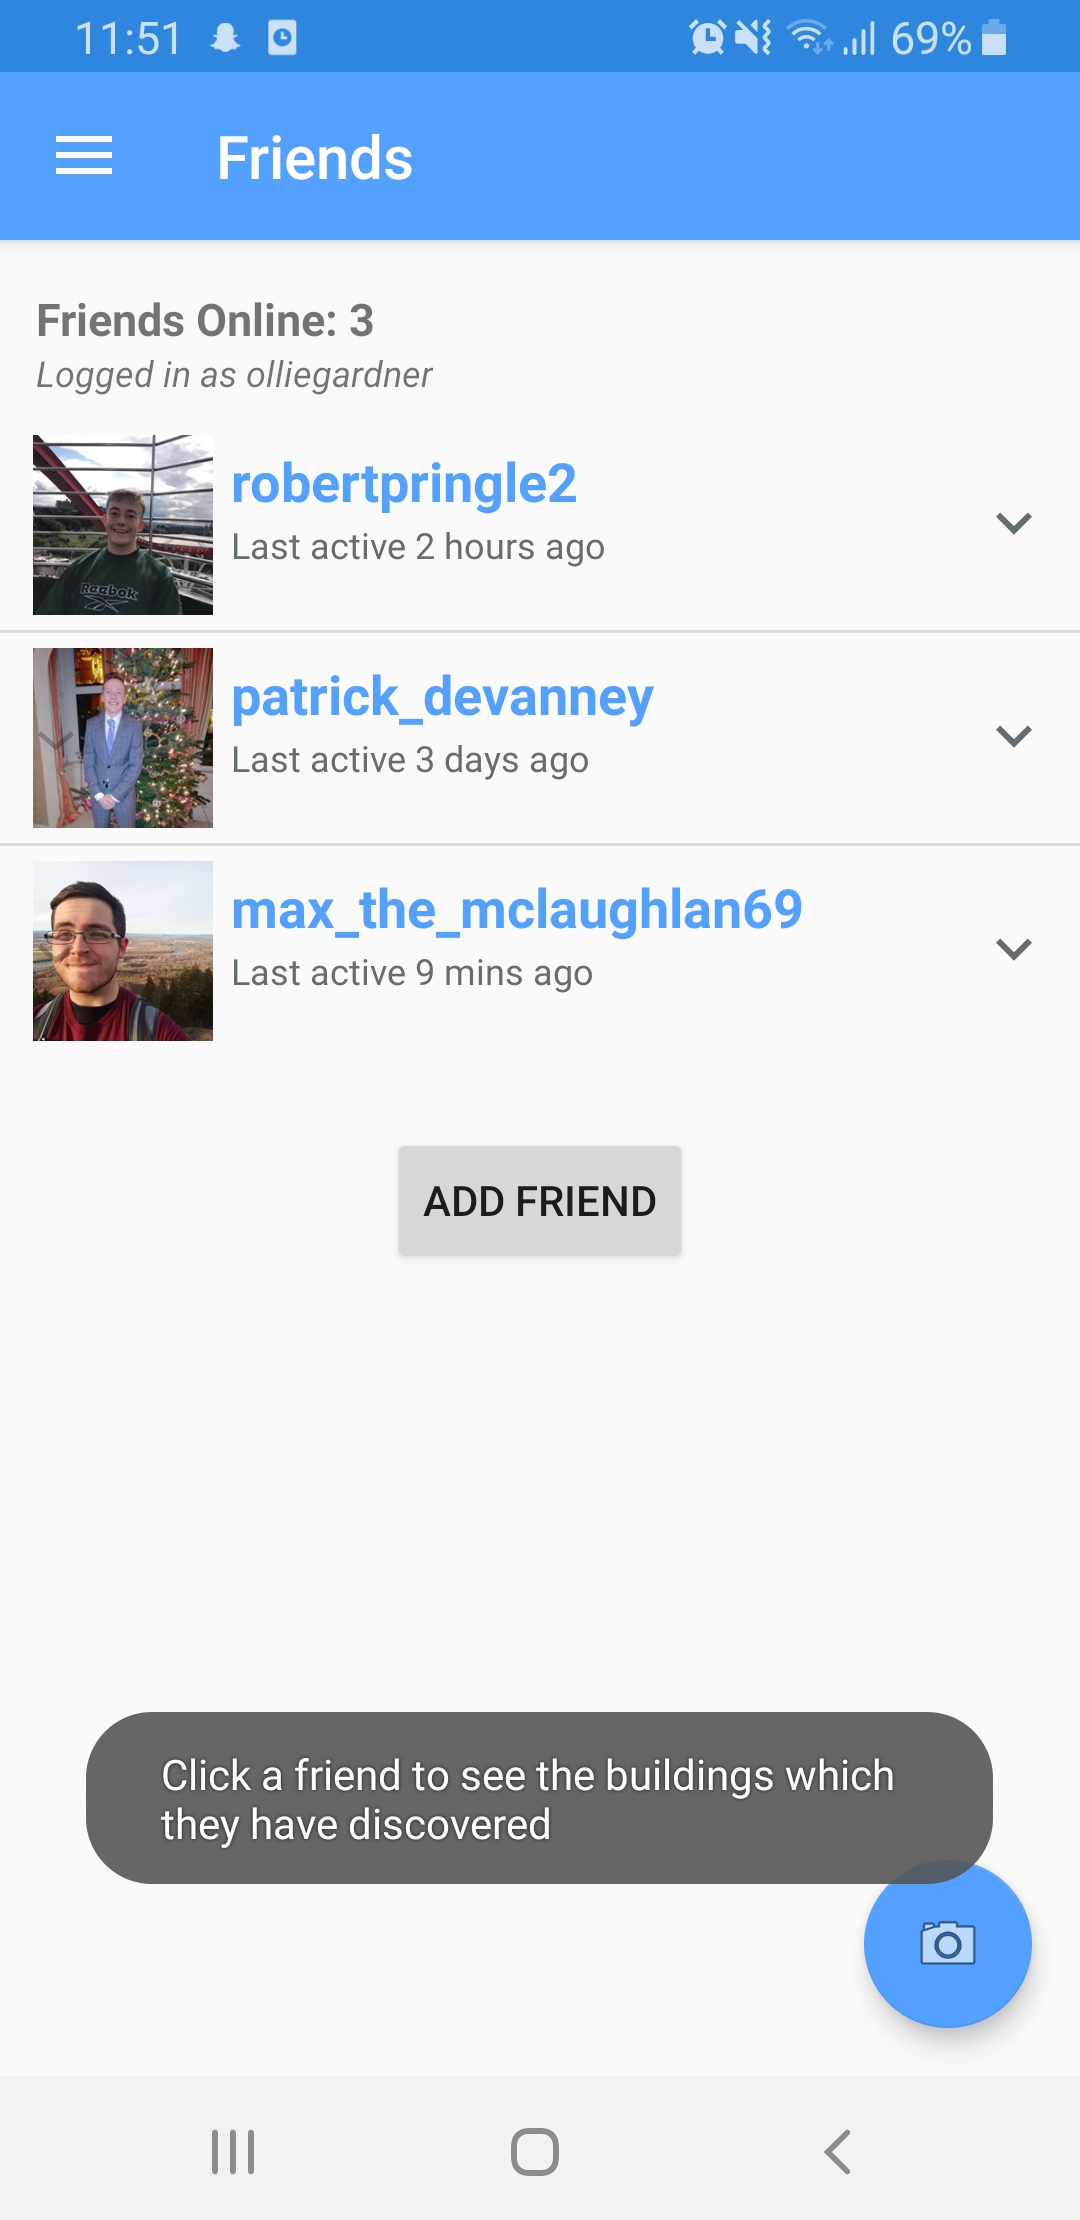 11:51 69%
Friends
Friends Online: 3
Logged in as olliegardner
robertpringle2
Last active 2 hours ago
Reebok
patrick_devanney
Last active 3 days ago
max_the_mclaughlan69
Last active 9 mins ago
ADD FRIEND
Click a friend to see the buildings which
they have discovered